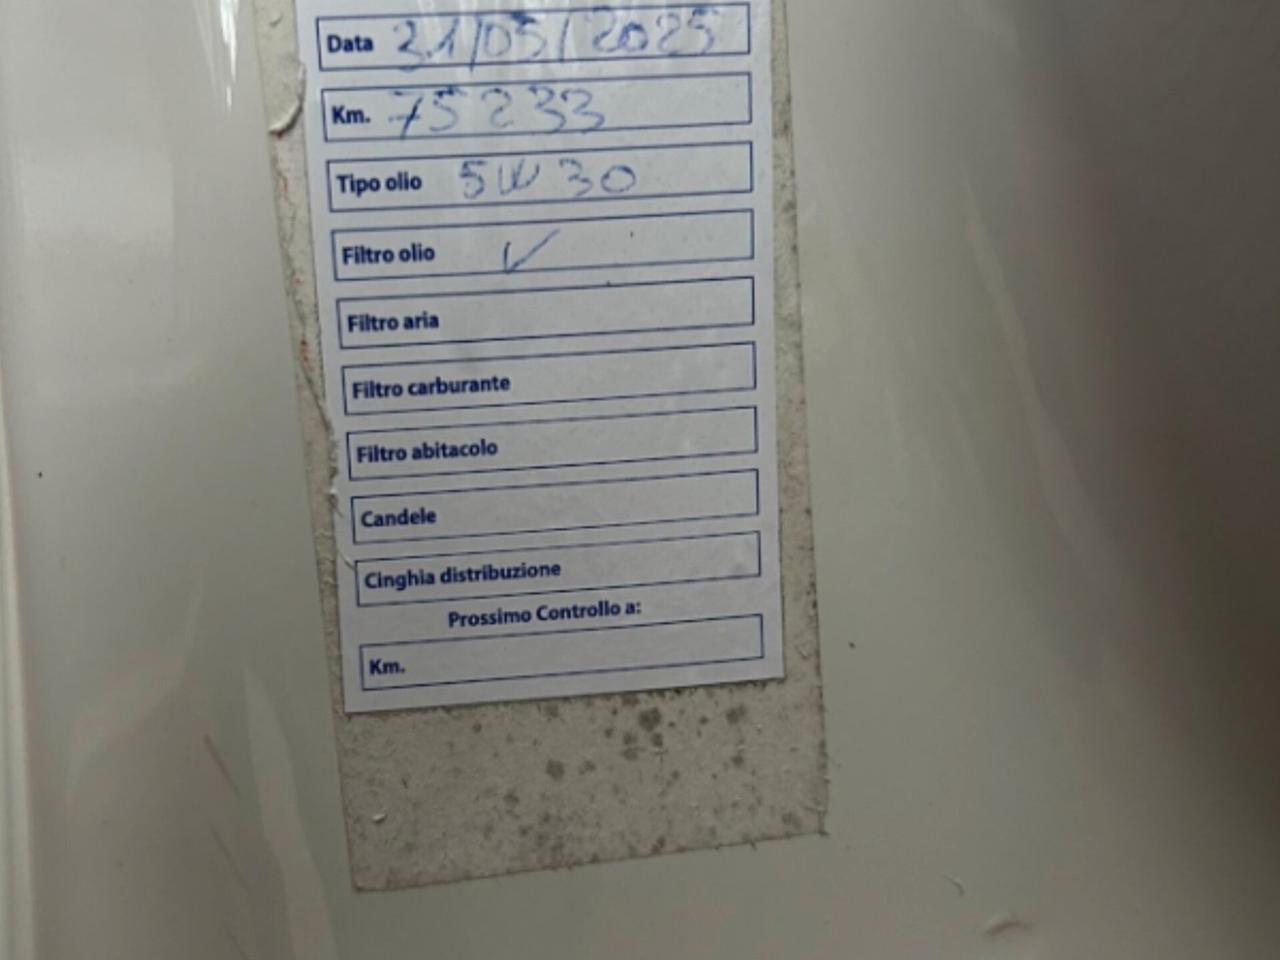 Data 31/05/2025
Km. 75233
Tipo olio 5W30
Filtro olio ✓
Filtro aria
Filtro carburante
Filtro abitacolo
Candele
Cinghia distribuzione
Prossimo Controllo a:
Km.